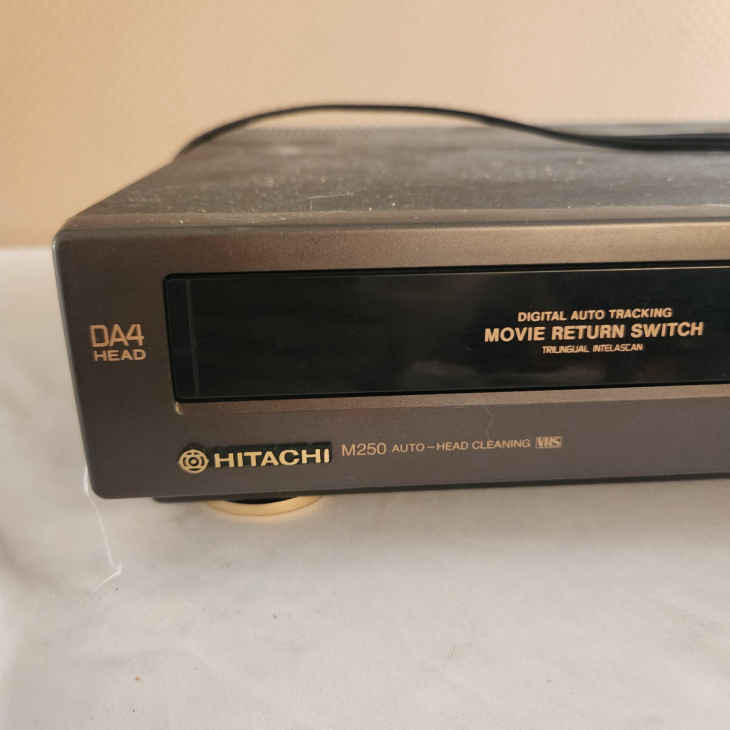 DIGITAL AUTO TRACKING
MOVIE RETURN SWITCH
TRILINGUAL INTELASCAN
DA4
HEAD
HITACHI M250 AUTO-HEAD CLEANING VHS